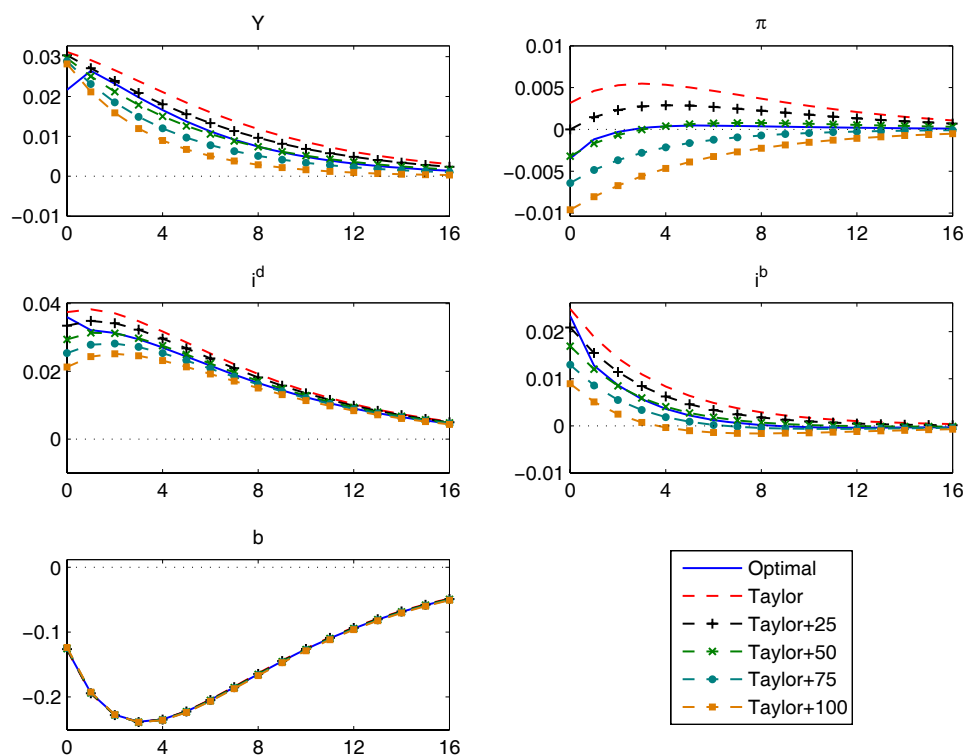 Y
0.03
0.02
0.01
0
−0.01
0 4 8 12 16
π
0.01
0.005
0
−0.005
−0.01
0 4 8 12 16
i^d
0.04
0.02
0
0 4 8 12 16
i^b
0.02
0.01
0
−0.01
0 4 8 12 16
b
0
−0.1
−0.2
0 4 8 12 16
Optimal
Taylor
Taylor+25
Taylor+50
Taylor+75
Taylor+100